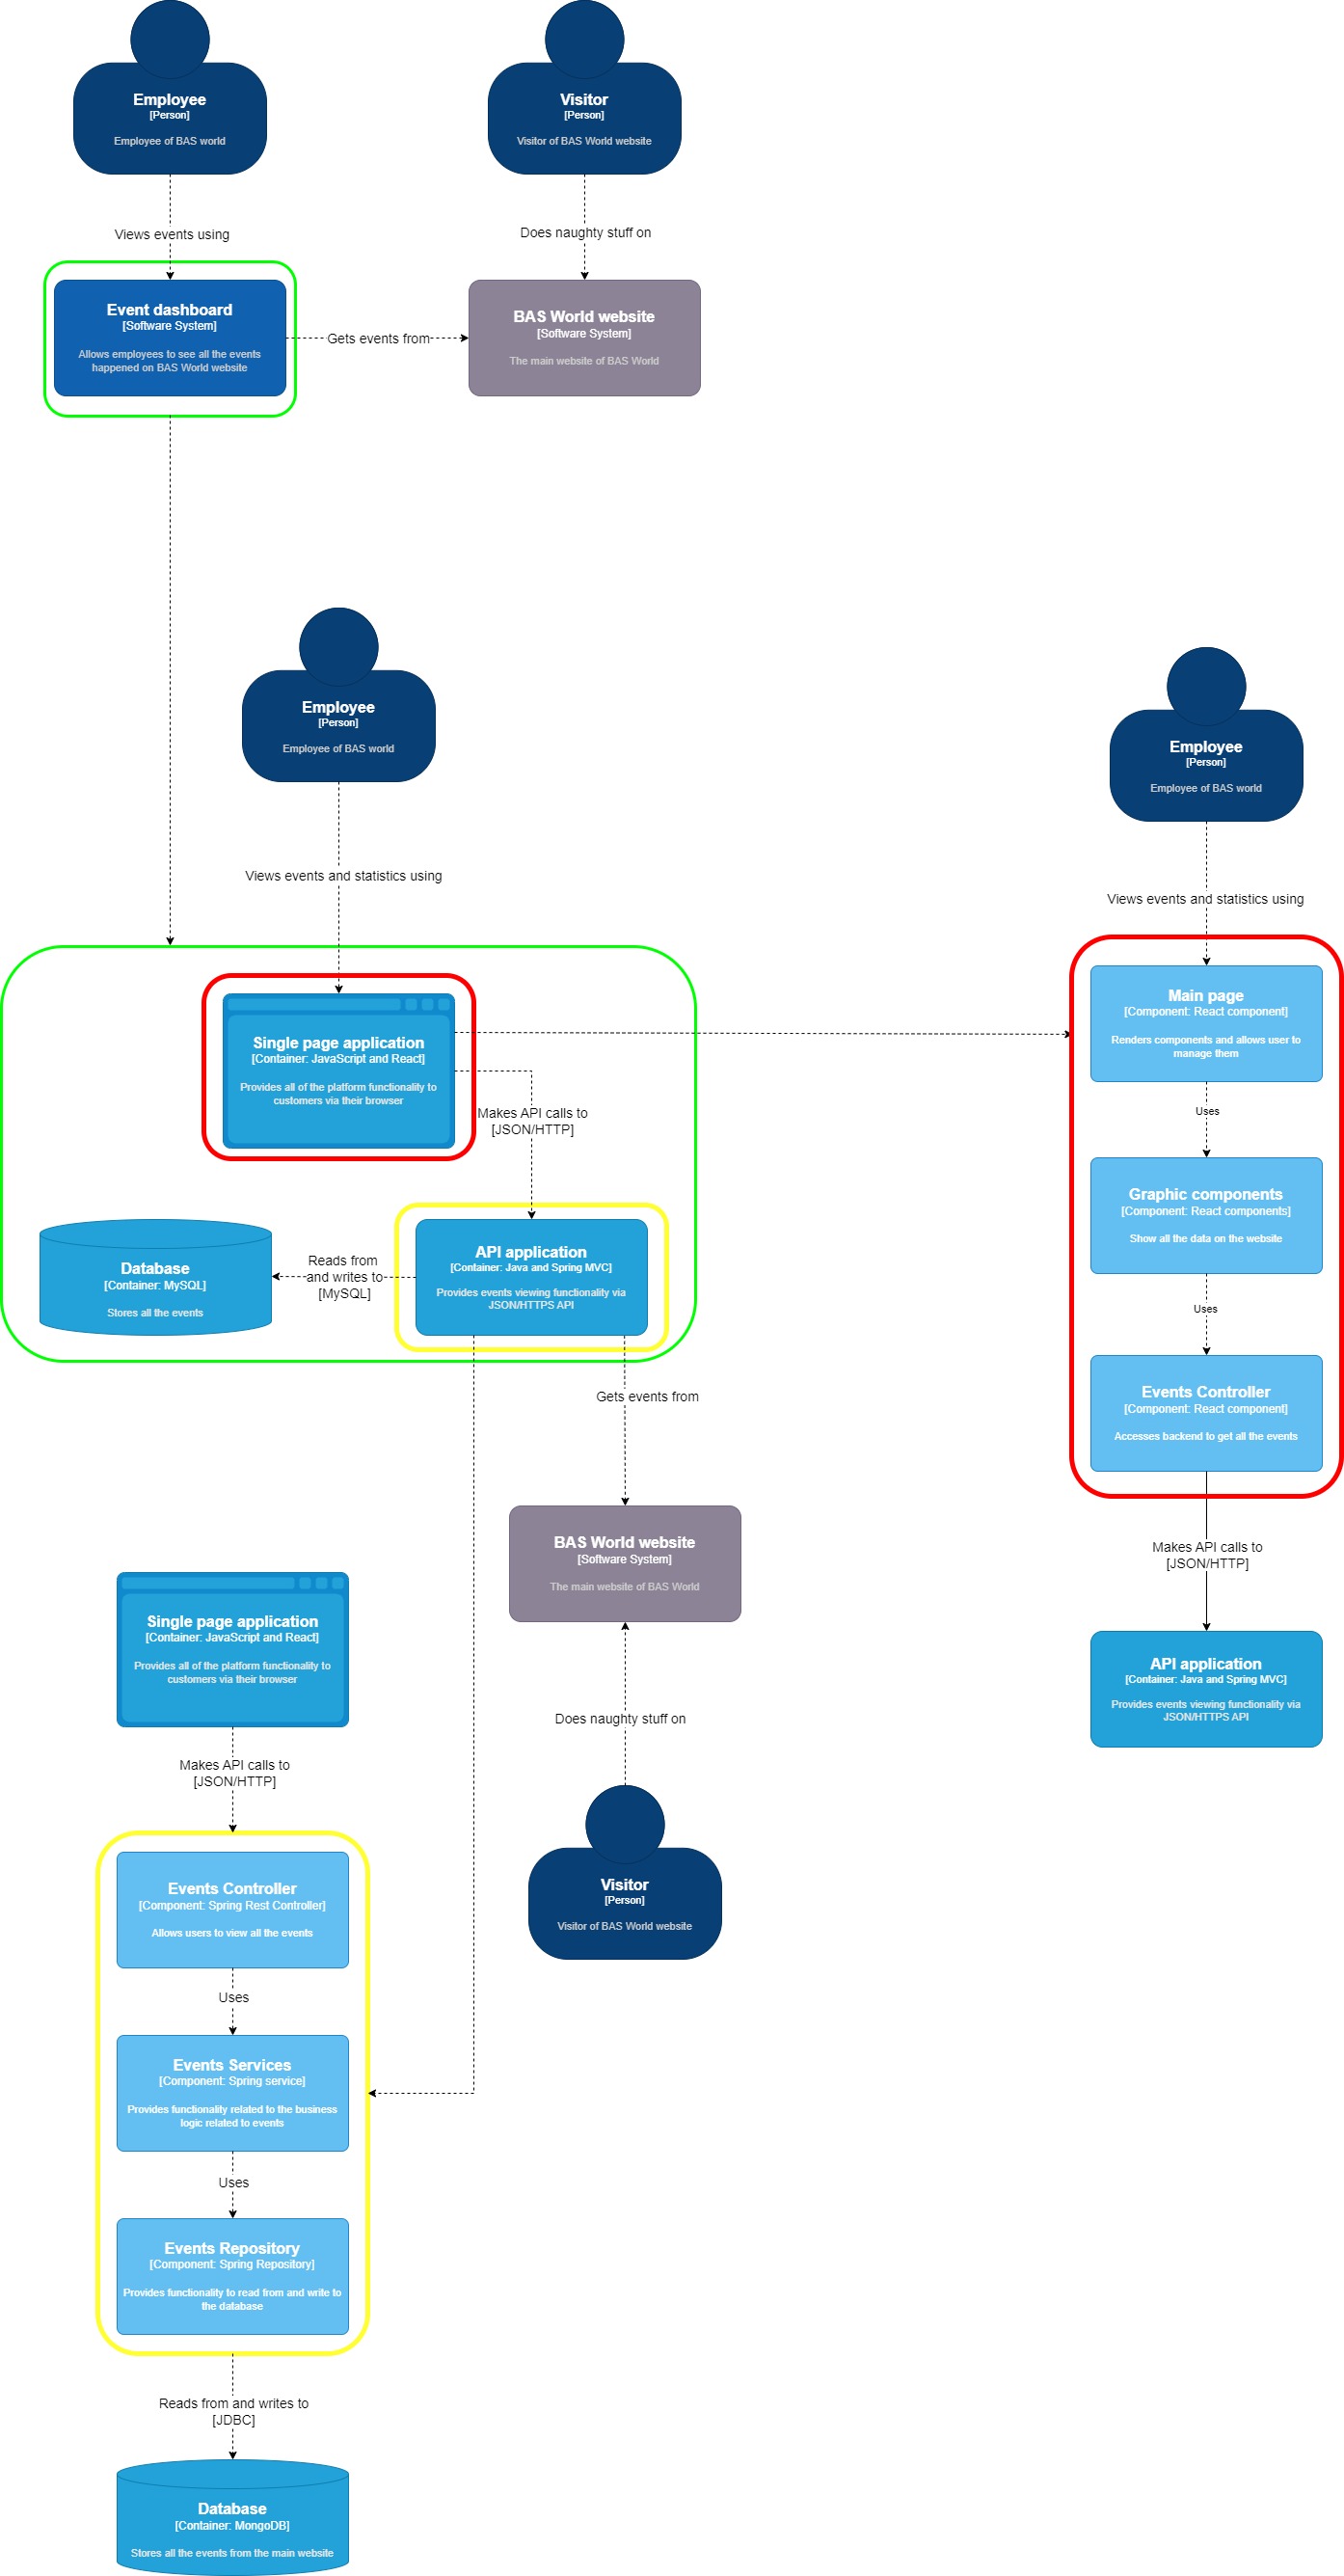 Employee
[Person]
Employee of BAS world
Visitor
[Person]
Visitor of BAS World website
Views events using
Does naughty stuff on
Event dashboard
[Software System]
Allows employees to see all the events
happened on BAS World website
Gets events from
BAS World website
[Software System]
The main website of BAS World
Employee
[Person]
Employee of BAS world
Views events and statistics using
Employee
[Person]
Employee of BAS world
Views events and statistics using
Single page application
[Container: JavaScript and React]
Provides all of the platform functionality to
customers via their browser
Makes API calls to
[JSON/HTTP]
Database
[Container: MySQL]
Stores all the events
Reads from
and writes to
[MySQL]
API application
[Container: Java and Spring MVC]
Provides events viewing functionality via
JSON/HTTPS API
Gets events from
Main page
[Component: React component]
Renders components and allows user to
manage them
Uses
Graphic components
[Component: React components]
Show all the data on the website
Uses
Events Controller
[Component: React component]
Accesses backend to get all the events
Makes API calls to
[JSON/HTTP]
API application
[Container: Java and Spring MVC]
Provides events viewing functionality via
JSON/HTTPS API
BAS World website
[Software System]
The main website of BAS World
Does naughty stuff on
Visitor
[Person]
Visitor of BAS World website
Single page application
[Container: JavaScript and React]
Provides all of the platform functionality to
customers via their browser
Makes API calls to
[JSON/HTTP]
Events Controller
[Component: Spring Rest Controller]
Allows users to view all the events
Uses
Events Services
[Component: Spring service]
Provides functionality related to the business
logic related to events
Uses
Events Repository
[Component: Spring Repository]
Provides functionality to read from and write to
the database
Reads from and writes to
[JDBC]
Database
[Container: MongoDB]
Stores all the events from the main website